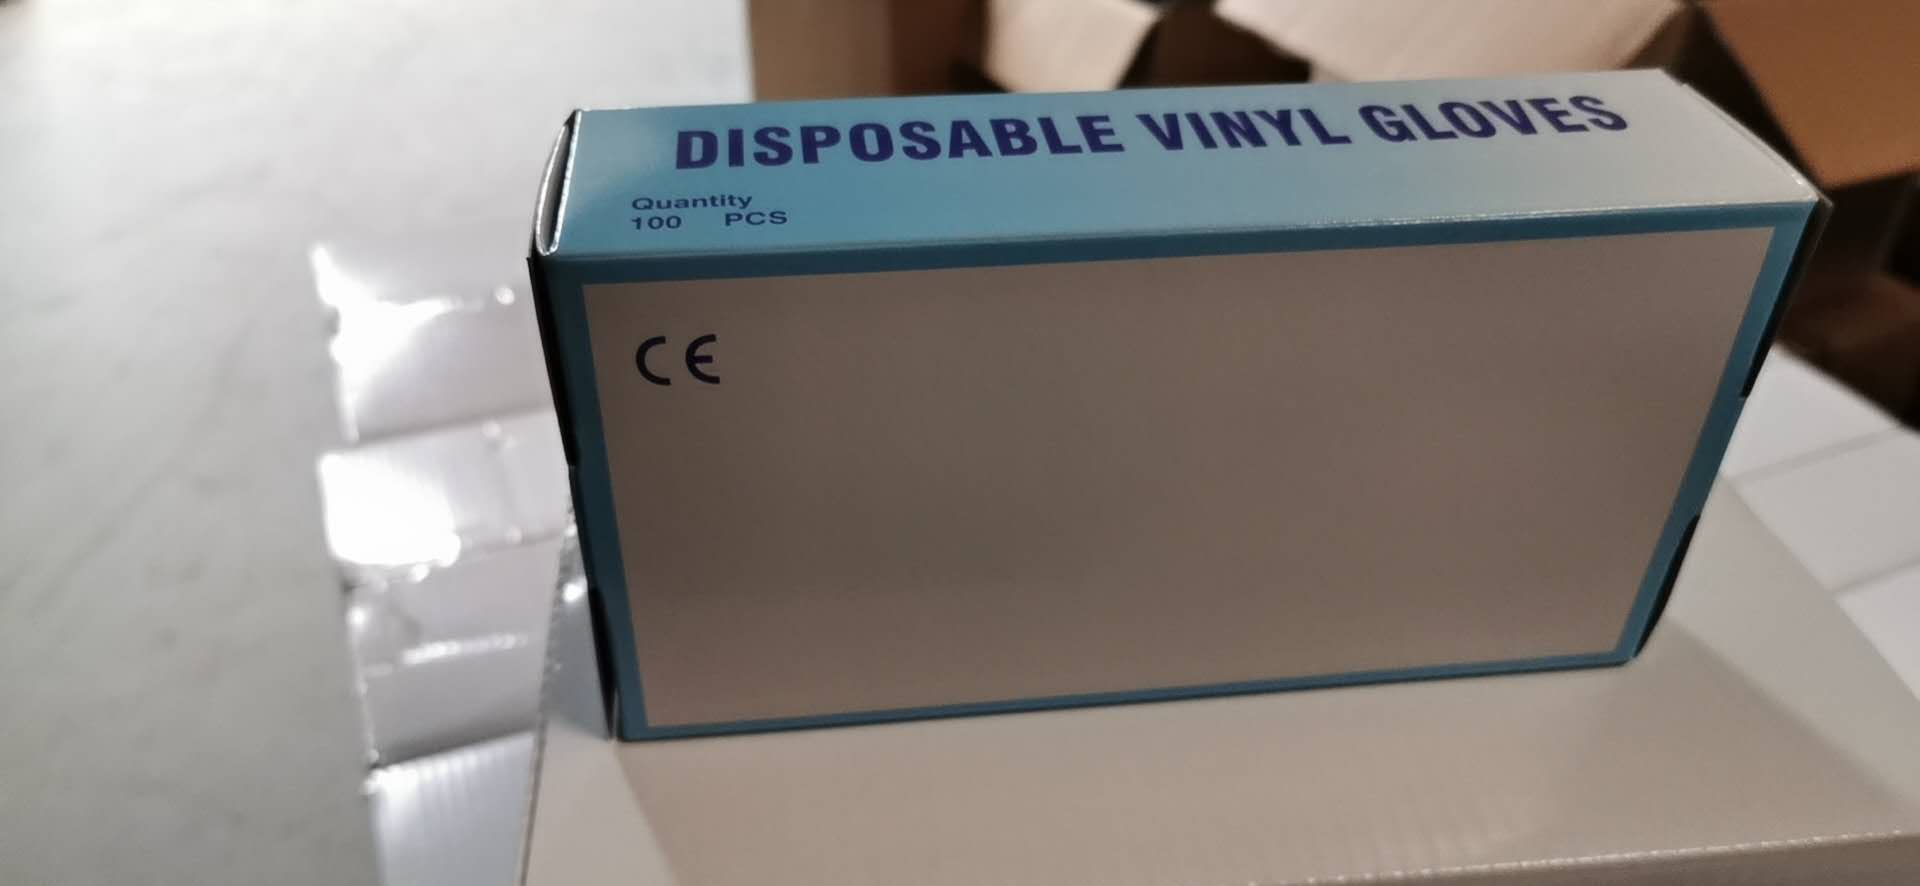 DISPOSABLE VINYL GLOVES
Quantity
100 PCS
CE